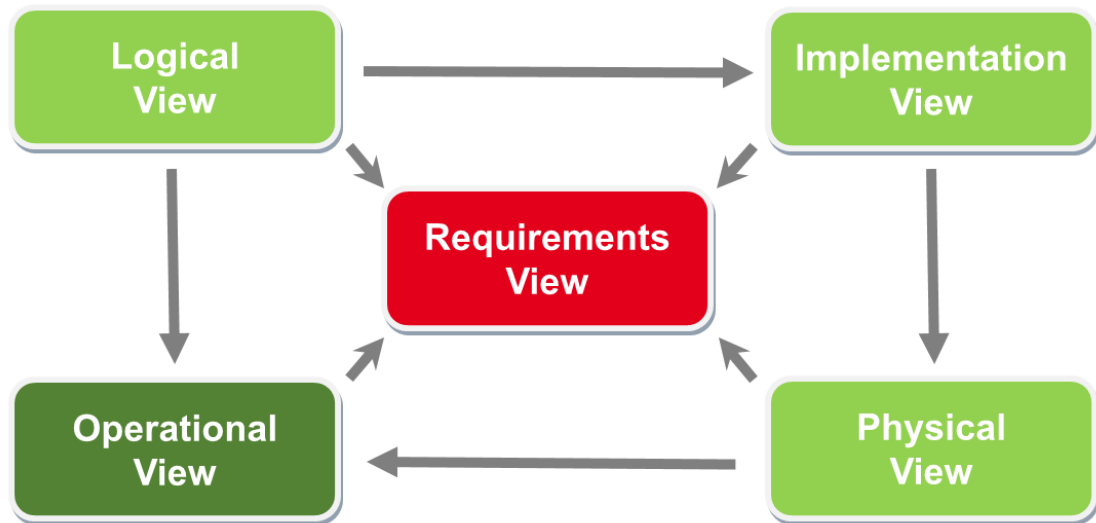 Logical
View
Implementation
View
Requirements
View
Operational
View
Physical
View